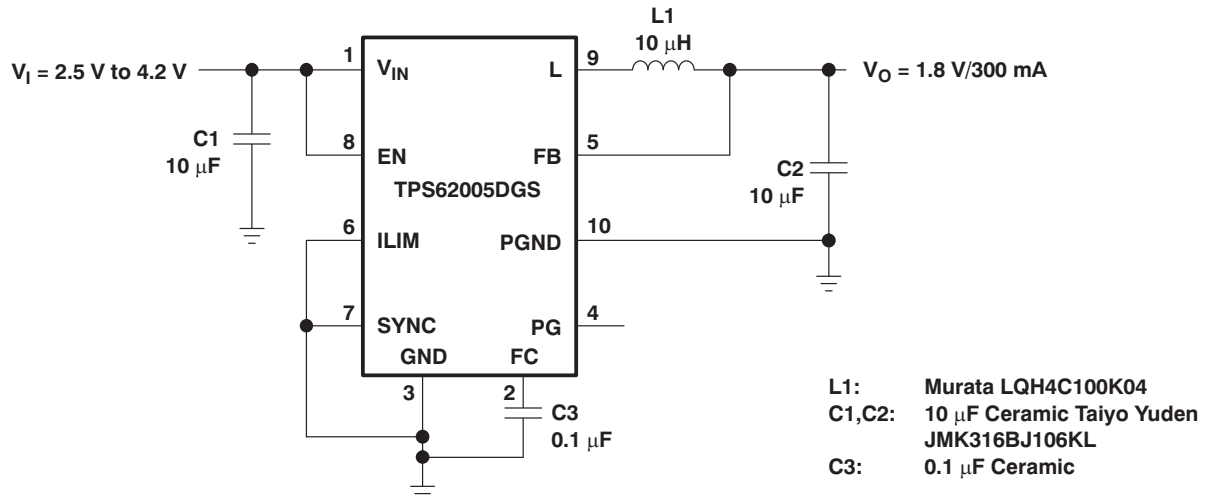 L1
10 μH
V_I = 2.5 V to 4.2 V
1
V_IN
L
9
V_O = 1.8 V/300 mA
C1
10 μF
8
EN
FB
5
C2
10 μF
TPS62005DGS
6
ILIM
PGND
10
7
SYNC
PG
4
GND
FC
3
2
C3
0.1 μF
L1: Murata LQH4C100K04
C1,C2: 10 μF Ceramic Taiyo Yuden
JMK316BJ106KL
C3: 0.1 μF Ceramic